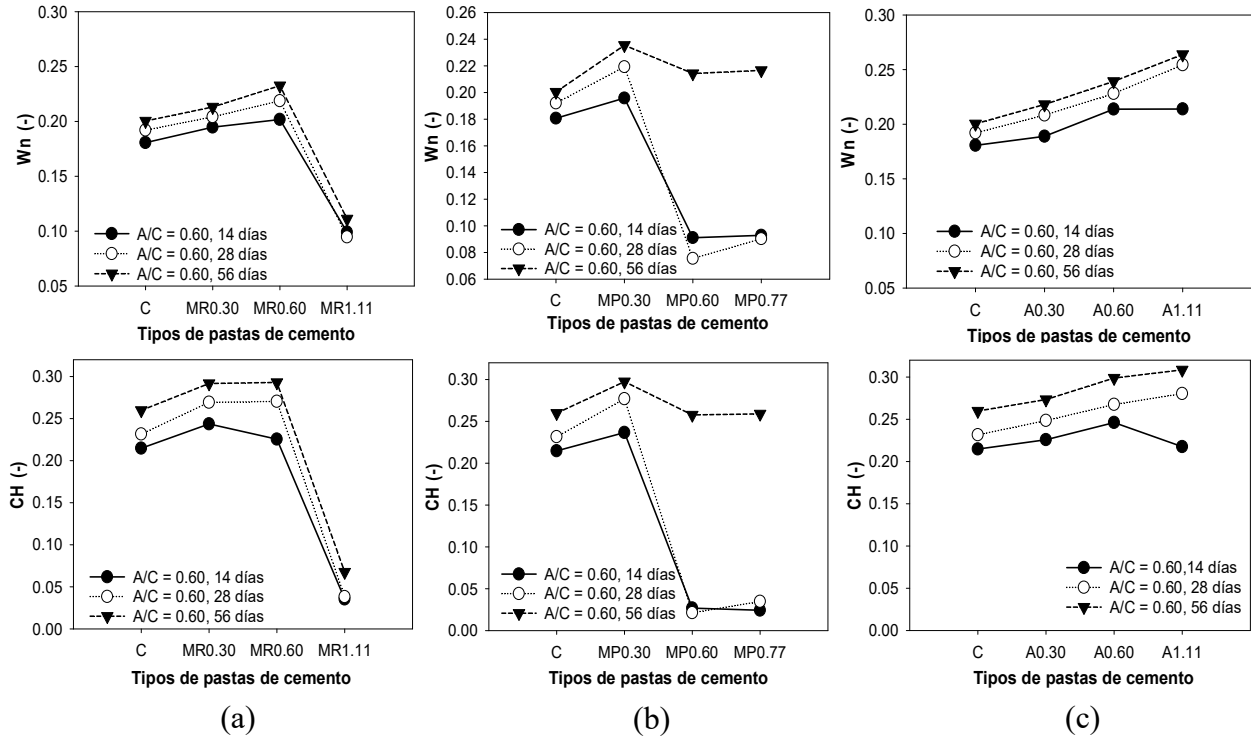 0.30
0.25
0.20
0.15
0.10
0.05
Wn (-)
A/C = 0.60, 14 días
A/C = 0.60, 28 días
A/C = 0.60, 56 días
C MR0.30 MR0.60 MR1.11
Tipos de pastas de cemento
0.26
0.24
0.22
0.20
0.18
0.16
0.14
0.12
0.10
0.08
0.06
Wn (-)
A/C = 0.60, 14 días
A/C = 0.60, 28 días
A/C = 0.60, 56 días
C MP0.30 MP0.60 MP0.77
Tipos de pastas de cemento
0.30
0.25
0.20
0.15
0.10
0.05
Wn (-)
A/C = 0.60, 14 días
A/C = 0.60, 28 días
A/C = 0.60, 56 días
C A0.30 A0.60 A1.11
Tipos de pastas de cemento
0.30
0.25
0.20
0.15
0.10
0.05
0.00
CH (-)
A/C = 0.60, 14 días
A/C = 0.60, 28 días
A/C = 0.60, 56 días
C MR0.30 MR0.60 MR1.11
Tipos de pastas de cemento
0.30
0.25
0.20
0.15
0.10
0.05
0.00
CH (-)
A/C = 0.60, 14 días
A/C = 0.60, 28 días
A/C = 0.60, 56 días
C MP0.30 MP0.60 MP0.77
Tipos de pastas de cemento
0.30
0.25
0.20
0.15
0.10
0.05
0.00
CH (-)
A/C = 0.60,14 días
A/C = 0.60, 28 días
A/C = 0.60, 56 días
C A0.30 A0.60 A1.11
Tipos de pastas de cemento
(a) (b) (c)